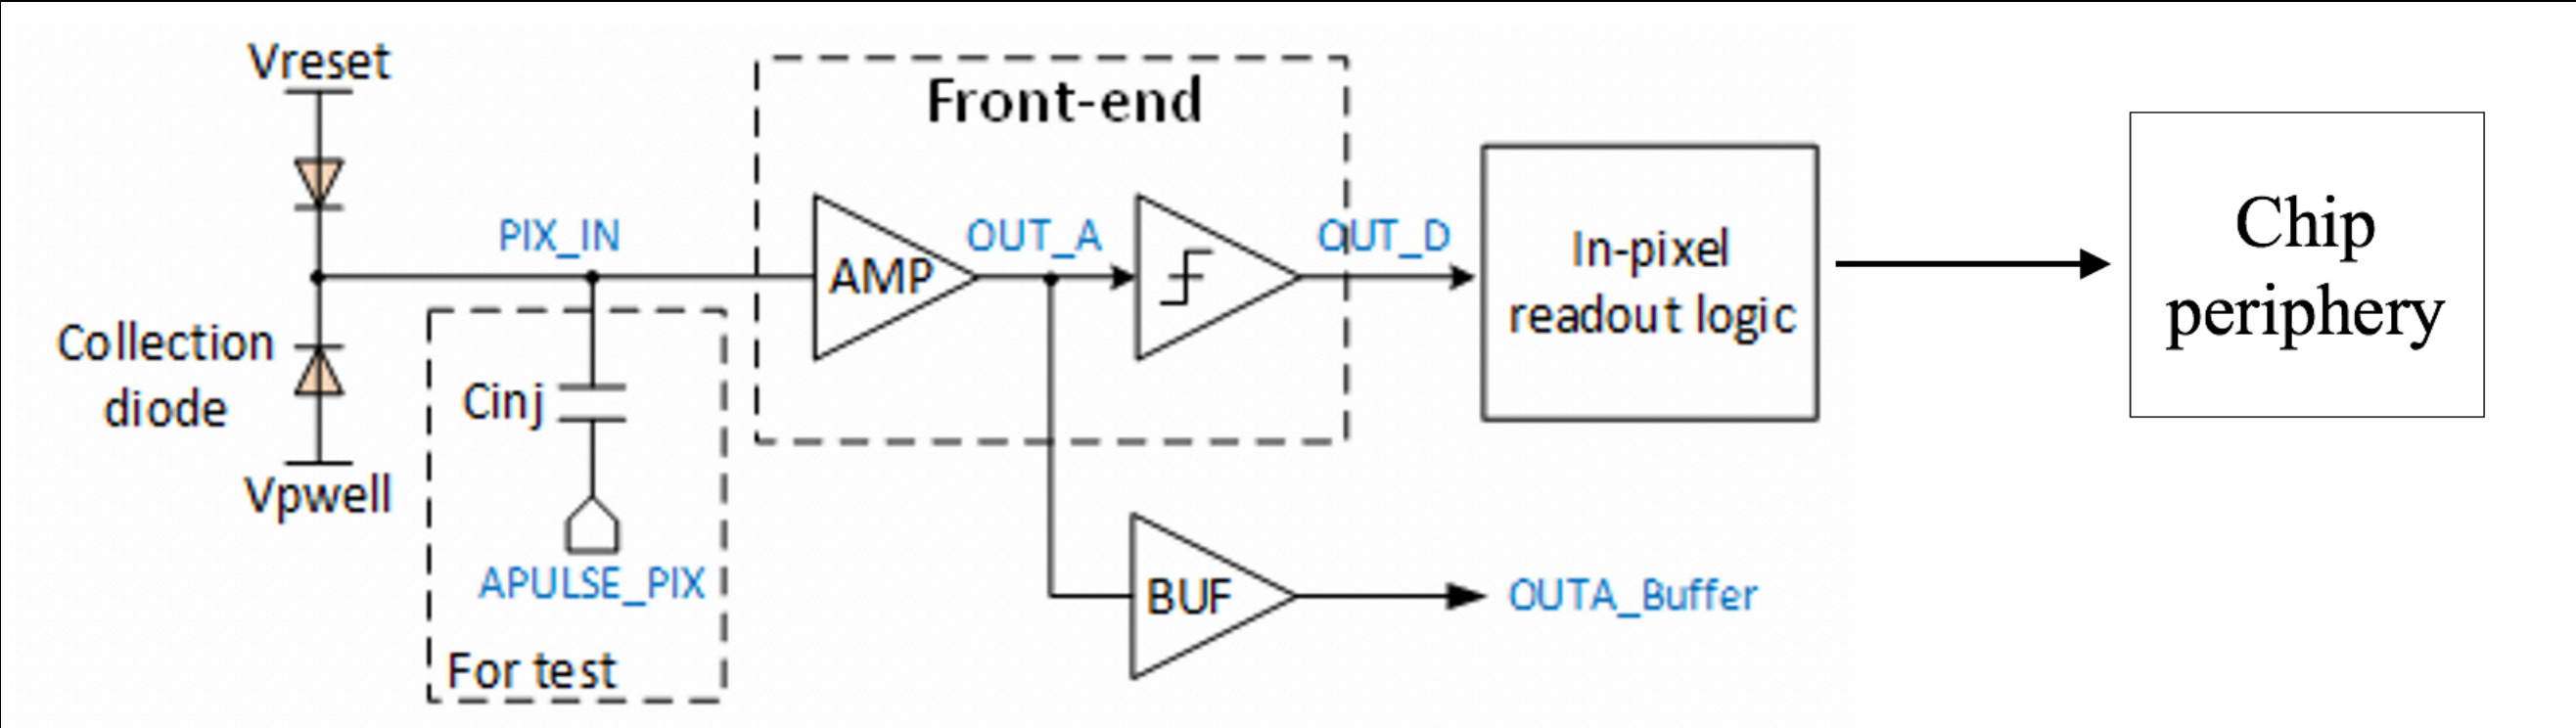 Vreset
Collection
diode
Vpwell
PIX_IN
Cinj
APULSE_PIX
For test
Front-end
AMP
OUT_A
OUT_D
BUF
OUTA_Buffer
In-pixel
readout logic
Chip
periphery